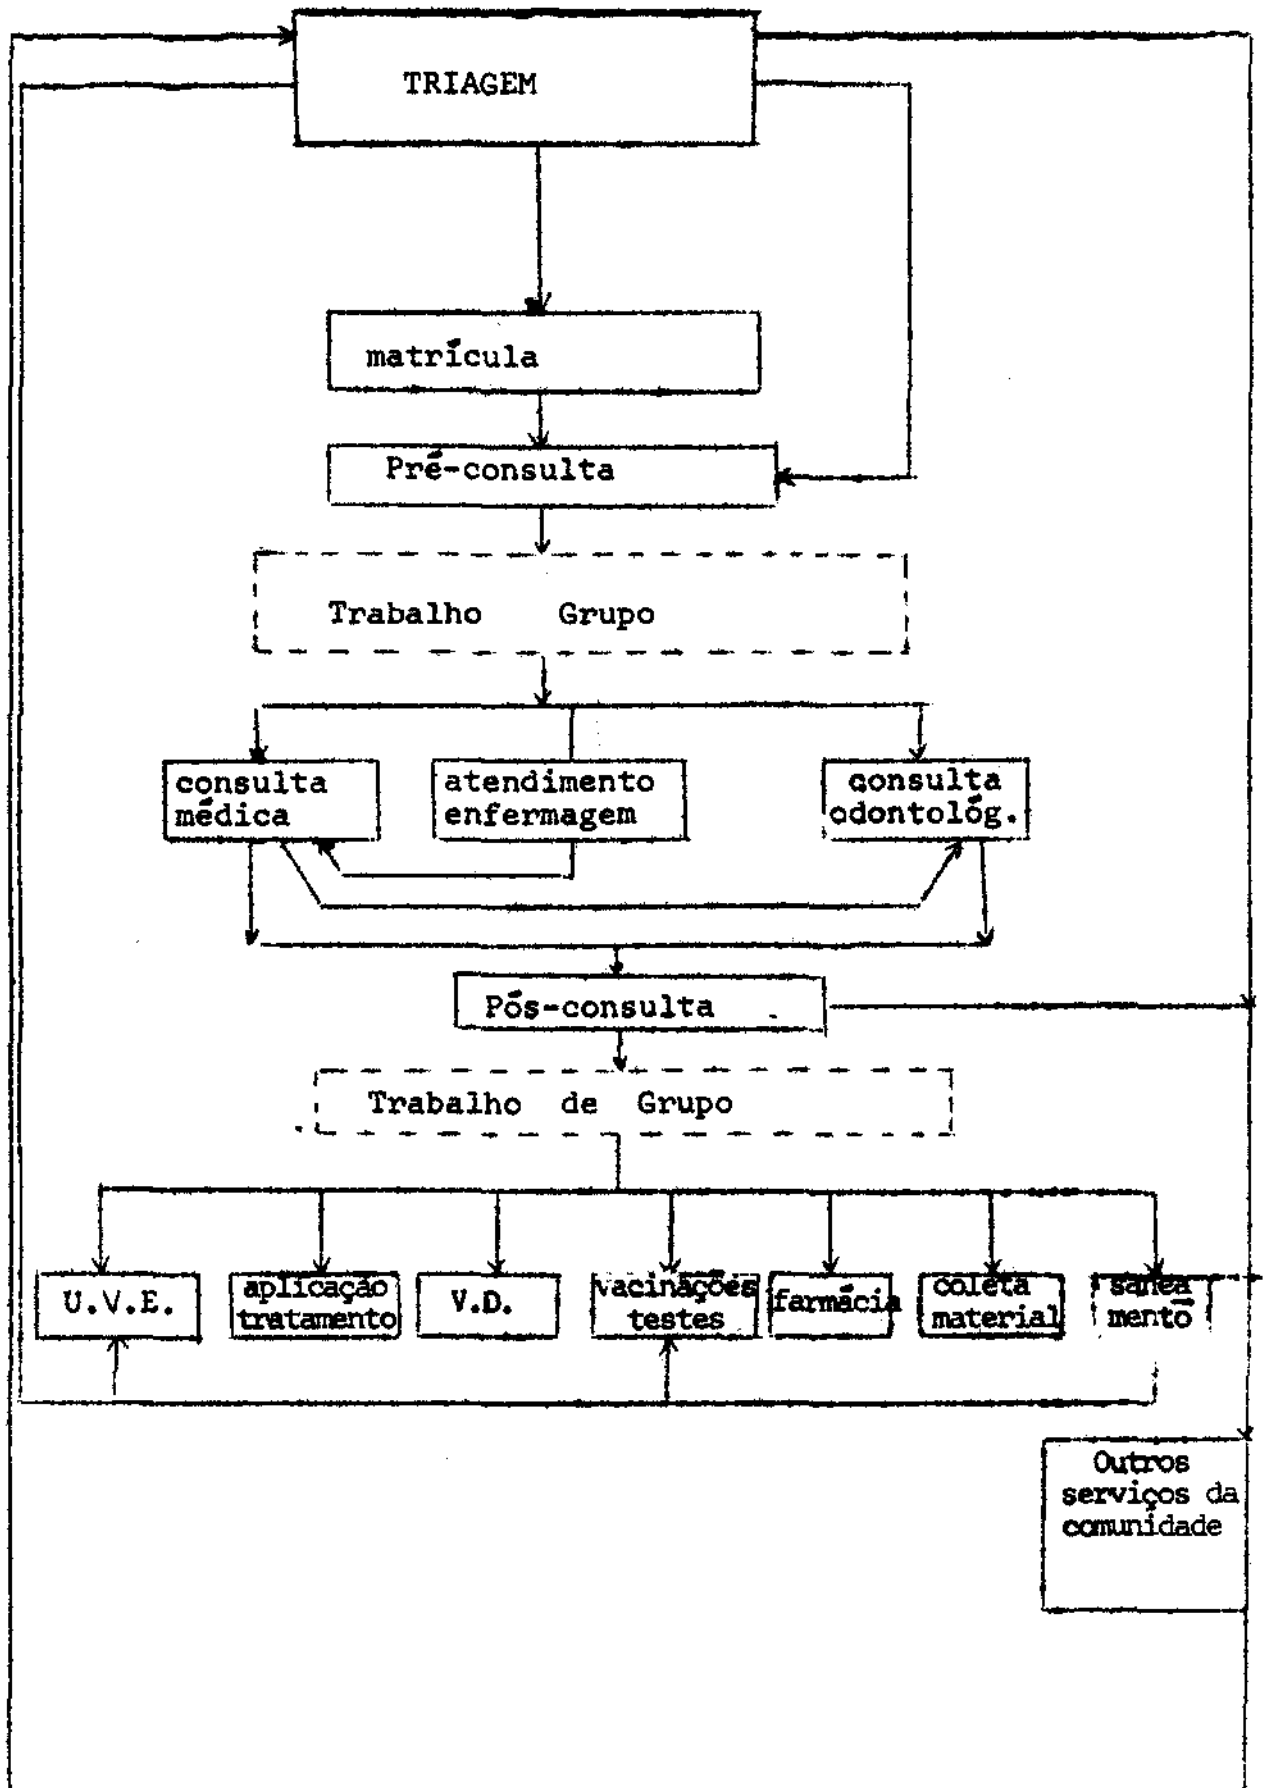 TRIAGEM
matrícula
Pré-consulta
Trabalho Grupo
consulta
médica
atendimento
enfermagem
consulta
odontológ.
Pós-consulta
Trabalho de Grupo
U.V.E.
aplicação
tratamento
V.D.
vacinações
testes
farmácia
coleta
material
sanea
mento
Outros
serviços da
comunidade